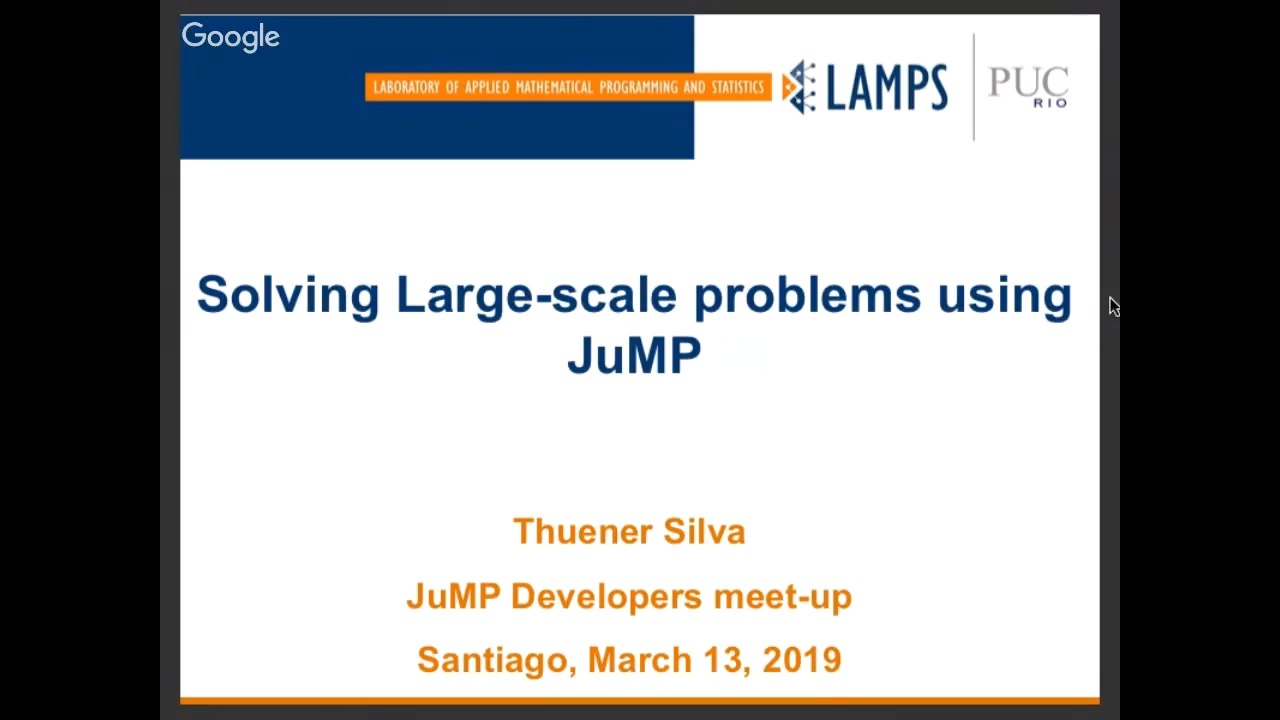 Google
LABORATORY OF APPLIED MATHEMATICAL PROGRAMMING AND STATISTICS
LAMPS
PUC
RIO
Solving Large-scale problems using
JuMP
Thuener Silva
JuMP Developers meet-up
Santiago, March 13, 2019